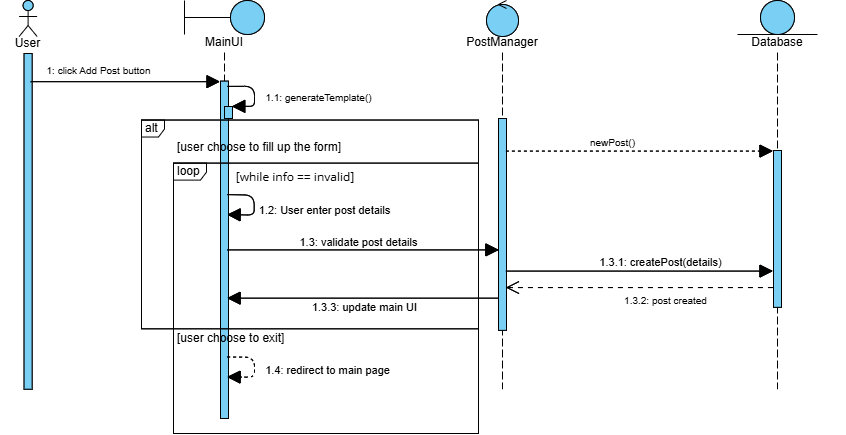 User
MainUI
PostManager
Database
1: click Add Post button
1.1: generateTemplate()
alt
[user choose to fill up the form]
newPost()
loop
[while info == invalid]
1.2: User enter post details
1.3: validate post details
1.3.1: createPost(details)
1.3.2: post created
1.3.3: update main UI
[user choose to exit]
1.4: redirect to main page